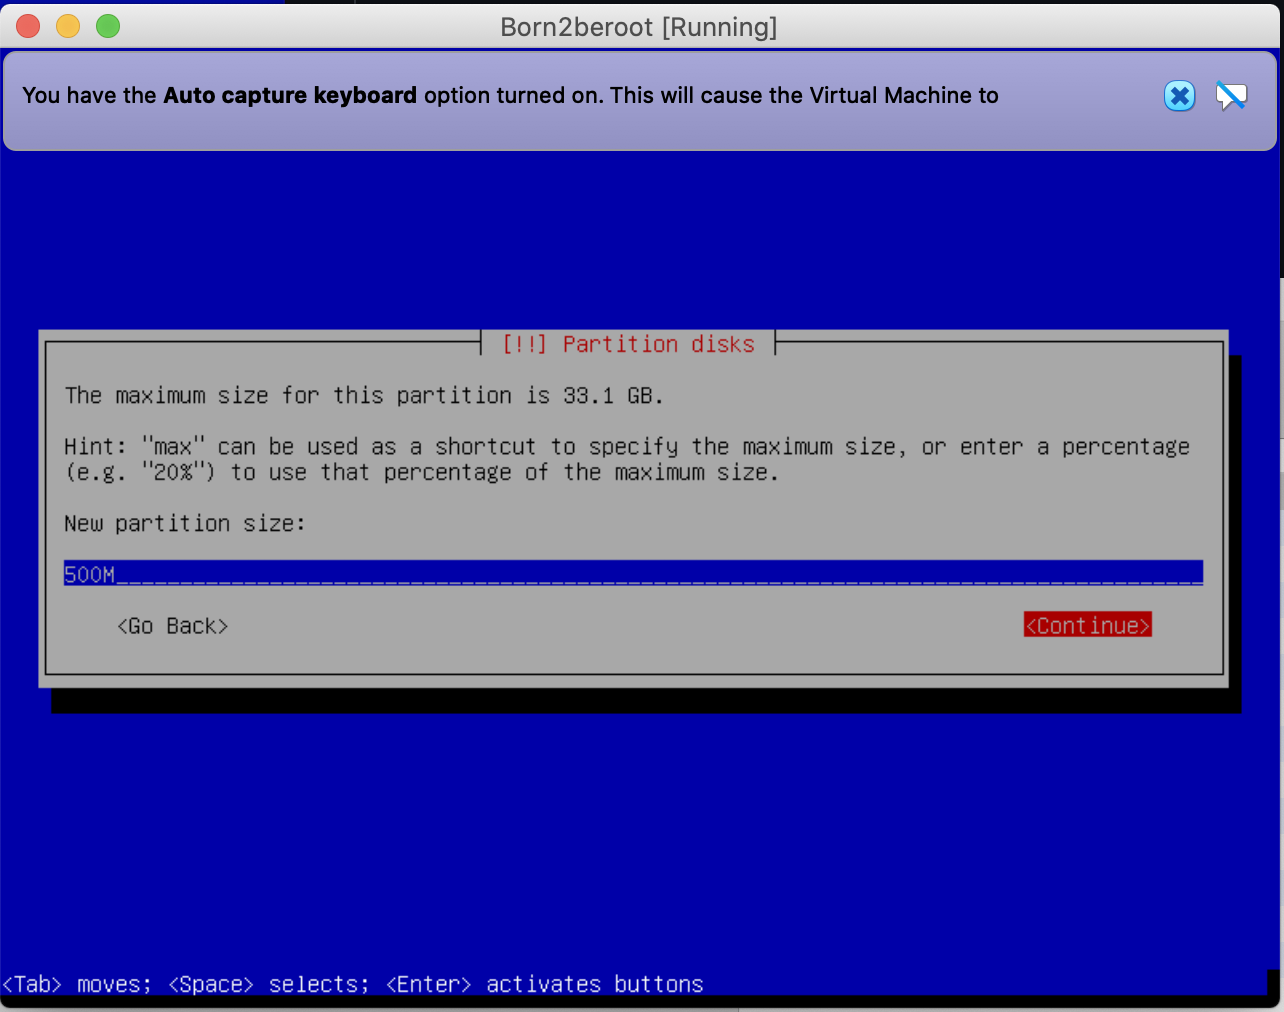 Born2beroot [Running]
You have the Auto capture keyboard option turned on. This will cause the Virtual Machine to
[!!] Partition disks
The maximum size for this partition is 33.1 GB.
Hint: "max" can be used as a shortcut to specify the maximum size, or enter a percentage
(e.g. "20%") to use that percentage of the maximum size.
New partition size:
500M
<Go Back> <Continue>
<Tab> moves; <Space> selects; <Enter> activates buttons